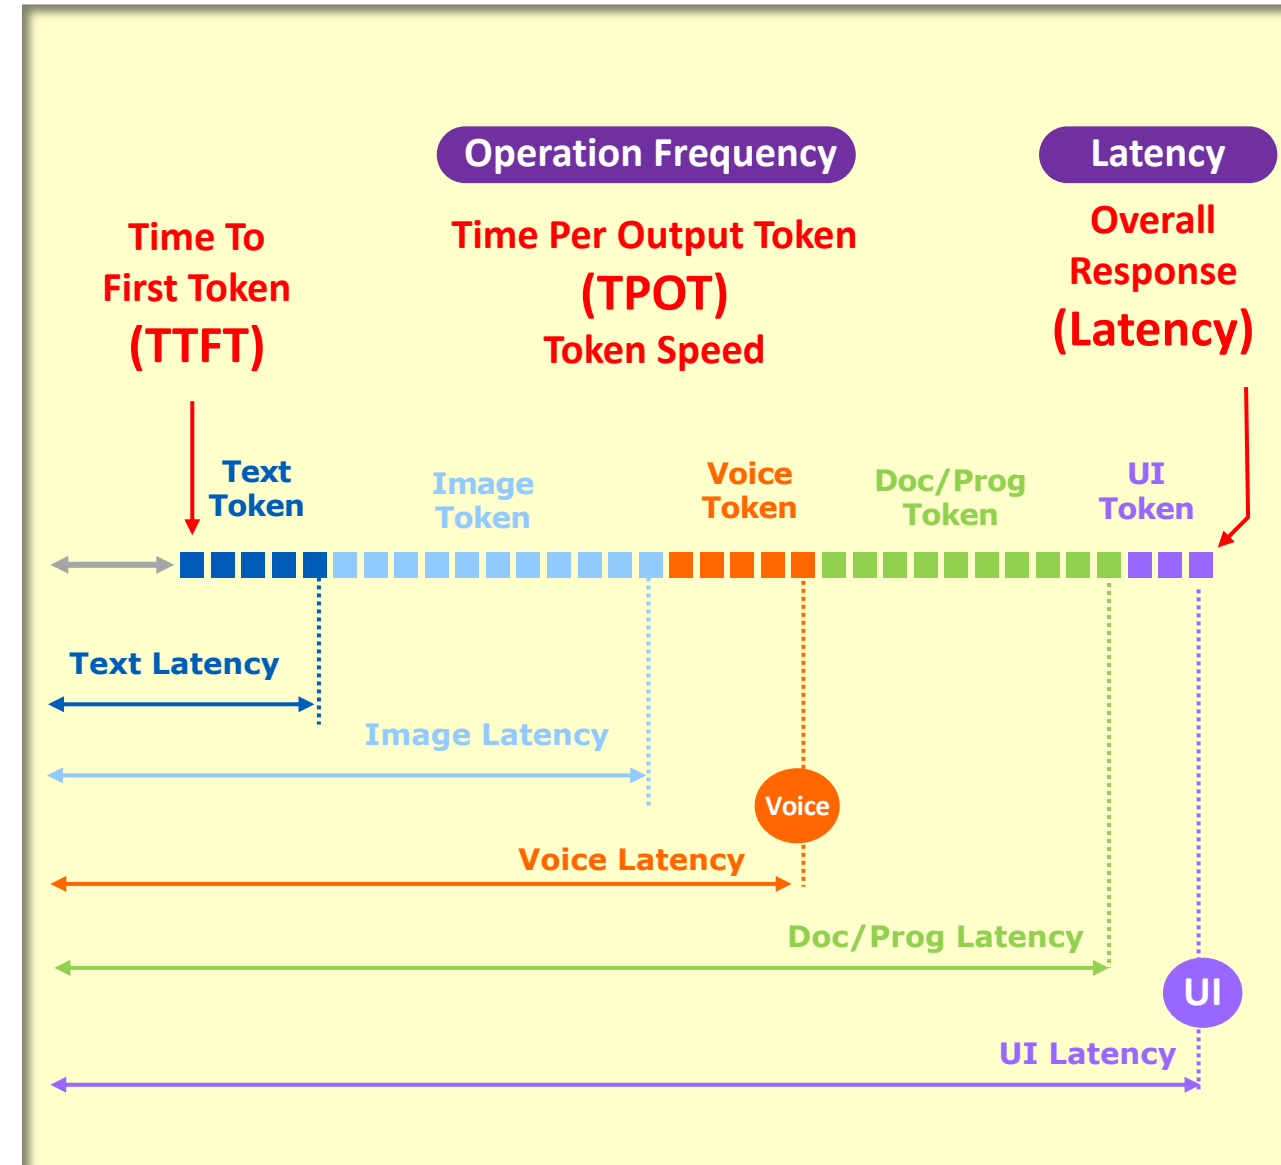 Operation Frequency
Latency
Time To
First Token
(TTFT)
Time Per Output Token
(TPOT)
Token Speed
Overall
Response
(Latency)
Text
Token
Image
Token
Voice
Token
Doc/Prog
Token
UI
Token
Text Latency
Image Latency
Voice
Voice Latency
Doc/Prog Latency
UI
UI Latency